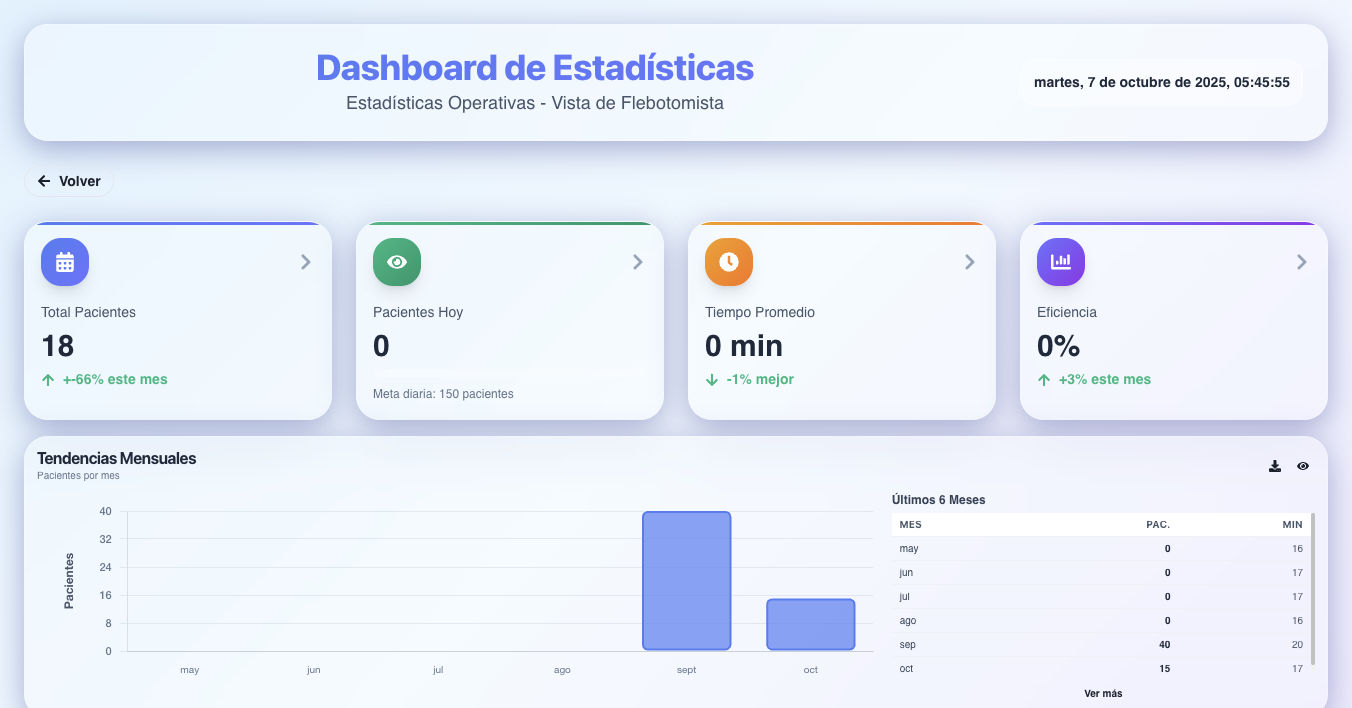 Dashboard de Estadísticas
Estadísticas Operativas - Vista de Flebotomista
martes, 7 de octubre de 2025, 05:45:55
Volver
Total Pacientes
18
+-66% este mes
Pacientes Hoy
0
Meta diaria: 150 pacientes
Tiempo Promedio
0 min
-1% mejor
Eficiencia
0%
+3% este mes
Tendencias Mensuales
Pacientes por mes
Pacientes
40
32
24
16
8
0
may jun jul ago sept oct
Últimos 6 Meses
MES PAC. MIN
may 0 16
jun 0 17
jul 0 17
ago 0 16
sep 40 20
oct 15 17
Ver más